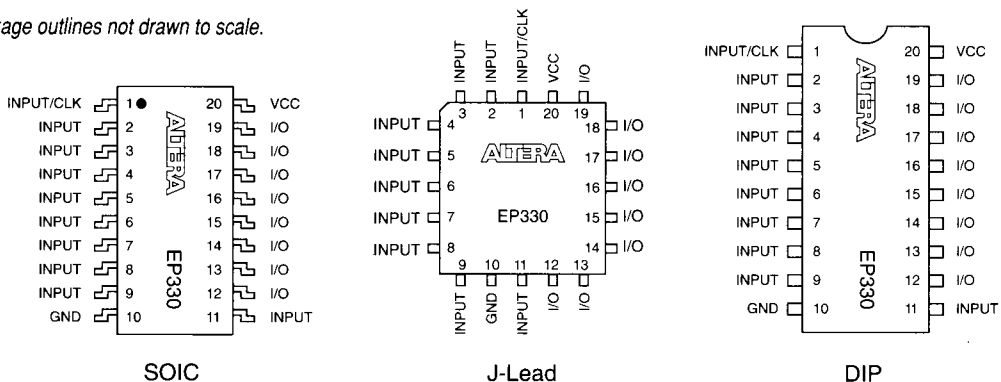 age outlines not drawn to scale.
INPUT/CLK 1 20 VCC
INPUT 2 19 I/O
INPUT 3 18 I/O
INPUT 4 17 I/O
INPUT 5 16 I/O
INPUT 6 15 I/O
INPUT 7 14 I/O
INPUT 8 13 I/O
INPUT 9 12 I/O
GND 10 11 INPUT
ALTERA
EP330
SOIC
INPUT INPUT INPUT/CLK VCC I/O
3 2 1 20 19
INPUT 4 18 I/O
INPUT 5 ALTERA 17 I/O
INPUT 6 16 I/O
INPUT 7 EP330 15 I/O
INPUT 8 14 I/O
9 10 11 12 13
INPUT GND INPUT I/O I/O
J-Lead
INPUT/CLK 1 20 VCC
INPUT 2 19 I/O
INPUT 3 18 I/O
INPUT 4 17 I/O
INPUT 5 16 I/O
INPUT 6 15 I/O
INPUT 7 14 I/O
INPUT 8 13 I/O
INPUT 9 12 I/O
GND 10 11 INPUT
ALTERA
EP330
DIP